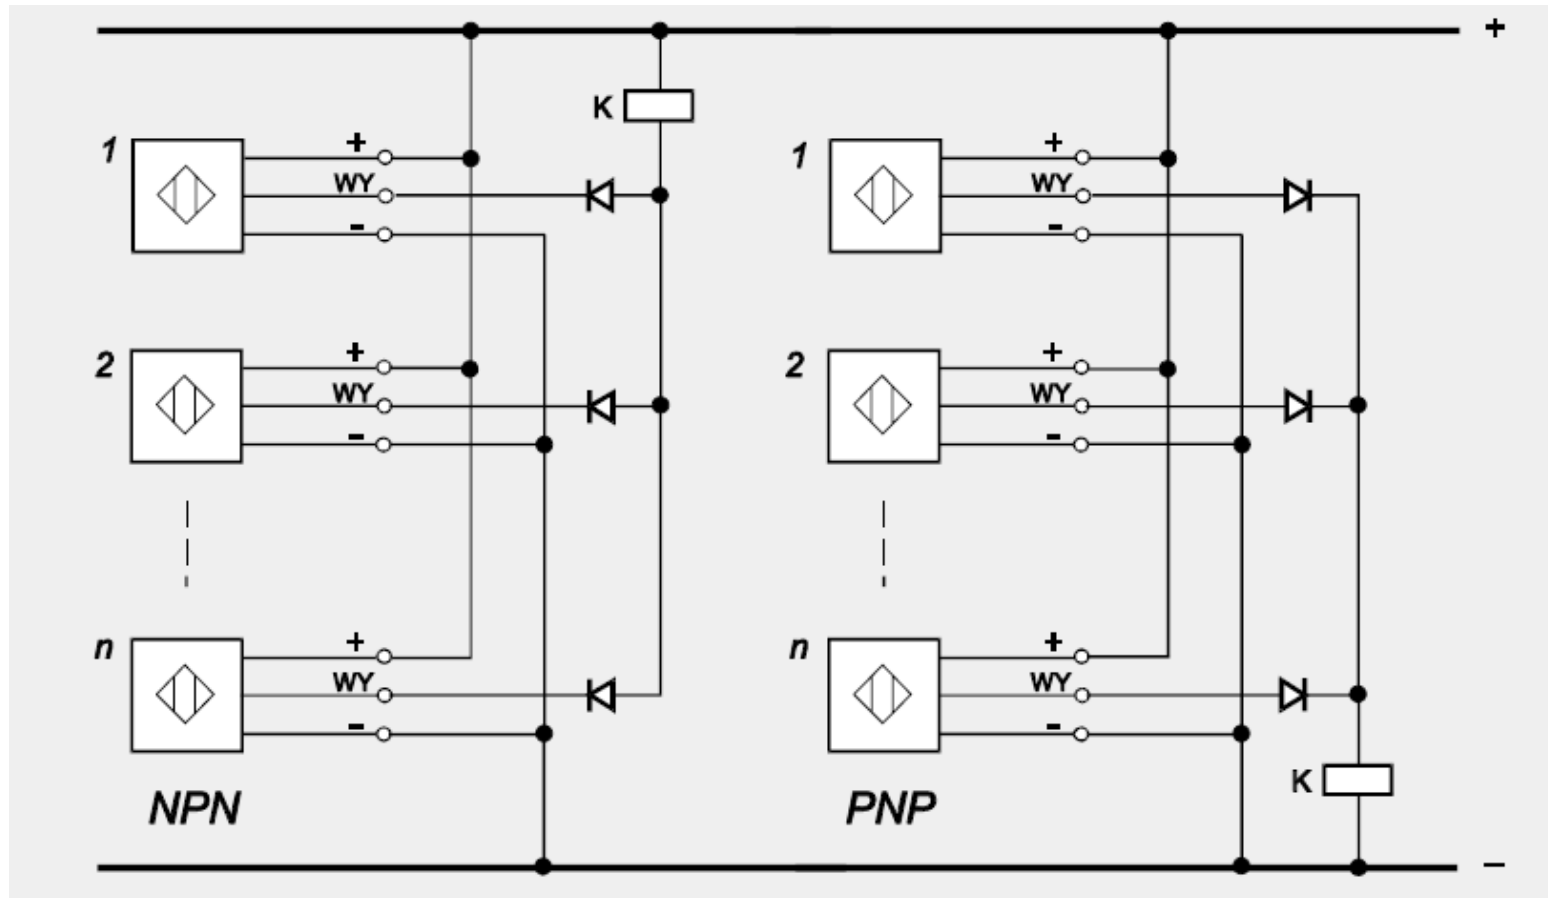 +
K
1 + WY -
1 + WY -
2 + WY -
2 + WY -
n + WY -
n + WY -
K
NPN
PNP
–